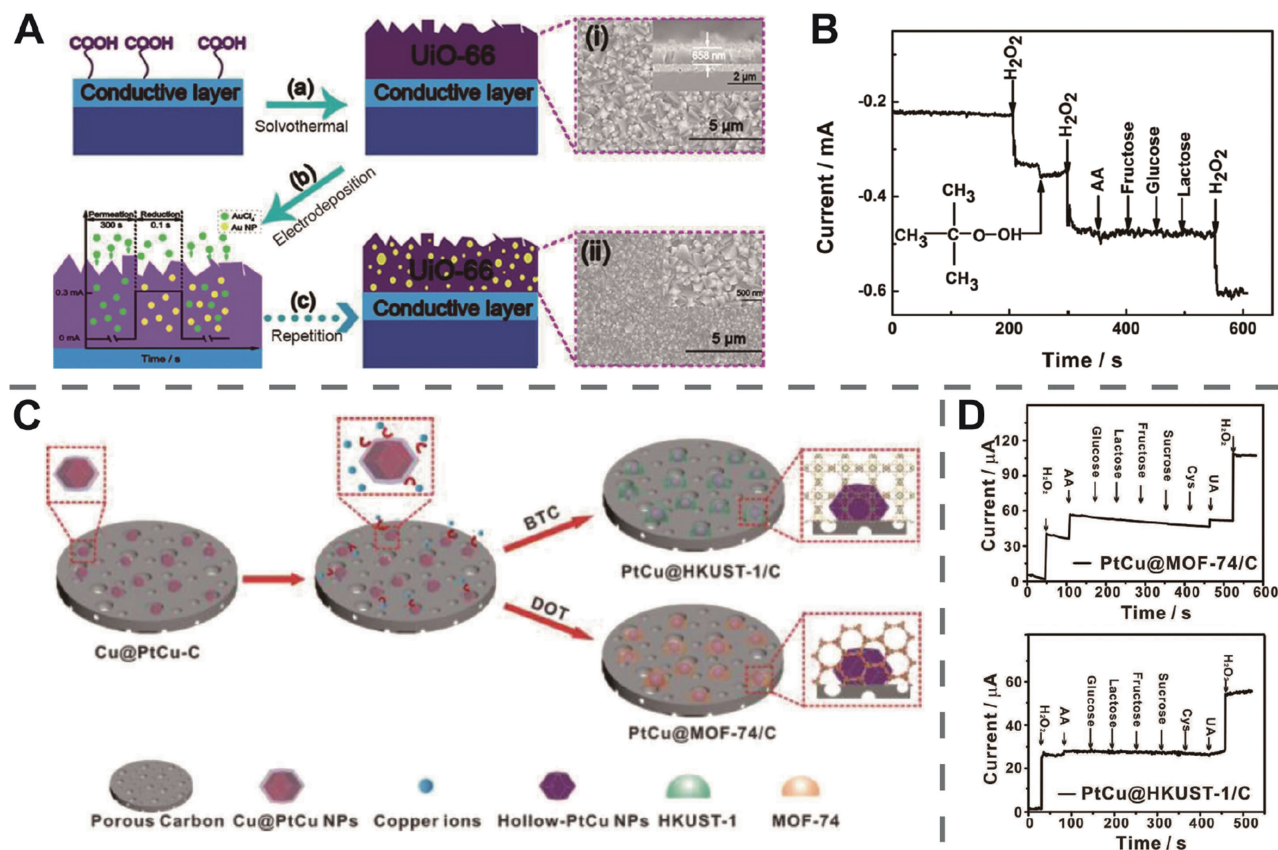 A
COOH COOH COOH
Conductive layer
(a)
Solvothermal
UiO-66
Conductive layer
(i)
658 nm
2 μm
5 μm
(b)
Electrodeposition
Permeation Reduction
300 s 0.1 s
AuCl₄
Au NP
0.3 mA
0 mA
Time / s
(c)
Repetition
UiO-66
Conductive layer
(ii)
500 nm
5 μm
B
Current / mA
-0.2
-0.4
-0.6
H₂O₂
H₂O₂
AA
Fructose
Glucose
Lactose
H₂O₂
CH₃
CH₃ C O OH
CH₃
0 200 400 600
Time / s
C
Cu@PtCu-C
BTC
DOT
PtCu@HKUST-1/C
PtCu@MOF-74/C
Porous Carbon
Cu@PtCu NPs
Copper ions
Hollow-PtCu NPs
HKUST-1
MOF-74
D
Current / μA
120
90
60
30
0
H₂O₂
AA
Glucose
Lactose
Fructose
Sucrose
Cys
UA
H₂O₂
PtCu@MOF-74/C
0 100 200 300 400 500 600
Time / s
Current / μA
60
40
20
0
H₂O₂
AA
Glucose
Lactose
Fructose
Sucrose
Cys
UA
H₂O₂
PtCu@HKUST-1/C
0 100 200 300 400 500
Time / s